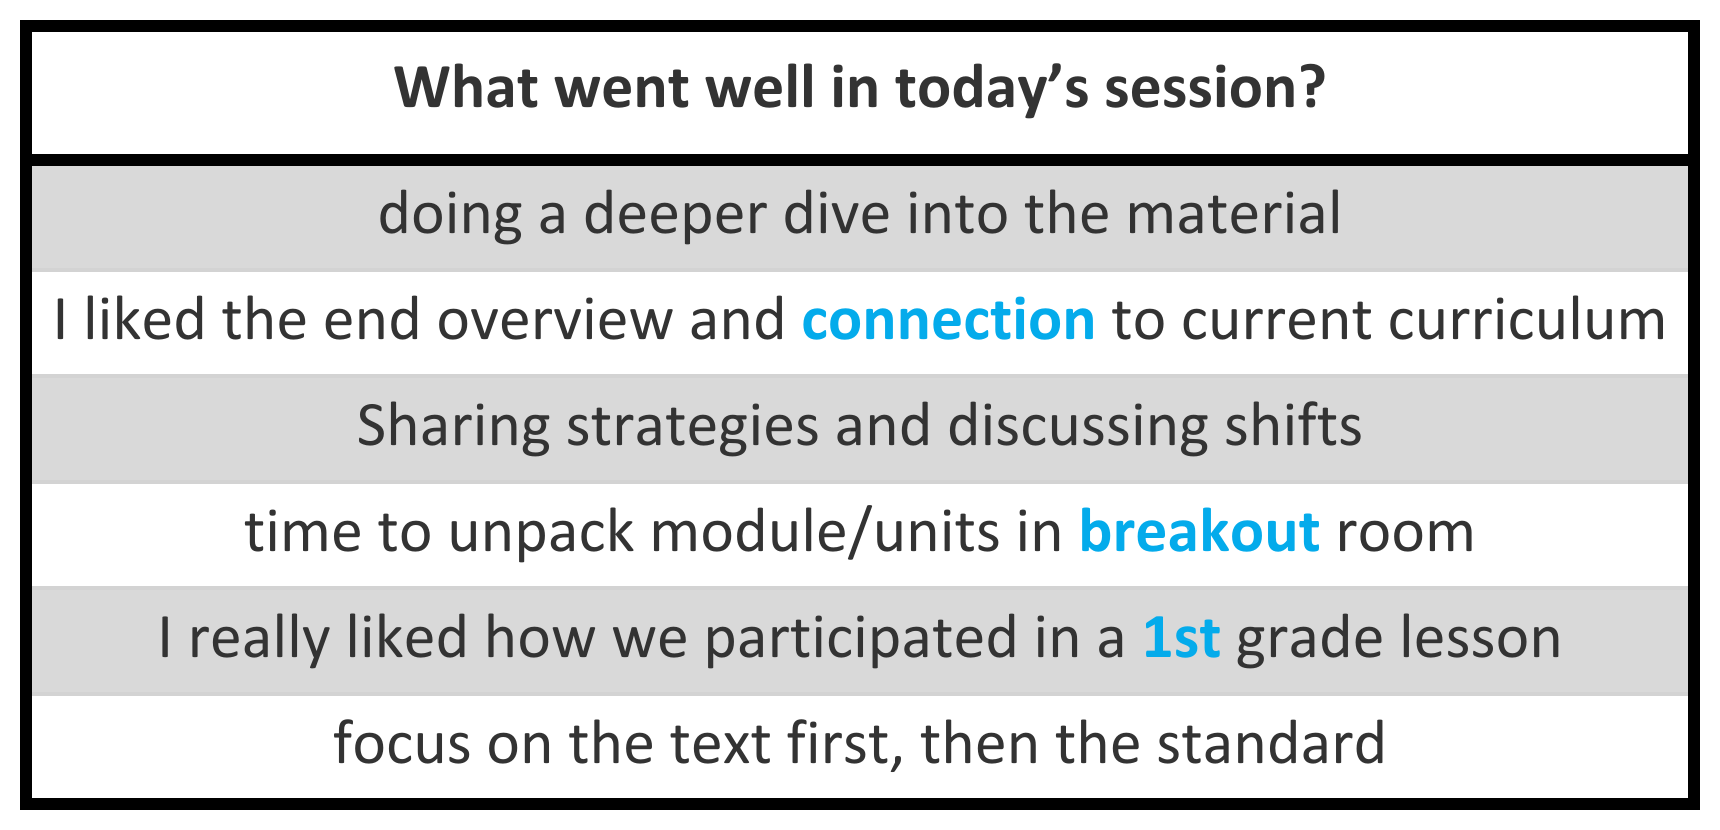 What went well in today’s session?
doing a deeper dive into the material
I liked the end overview and connection to current curriculum
Sharing strategies and discussing shifts
time to unpack module/units in breakout room
I really liked how we participated in a 1st grade lesson
focus on the text first, then the standard